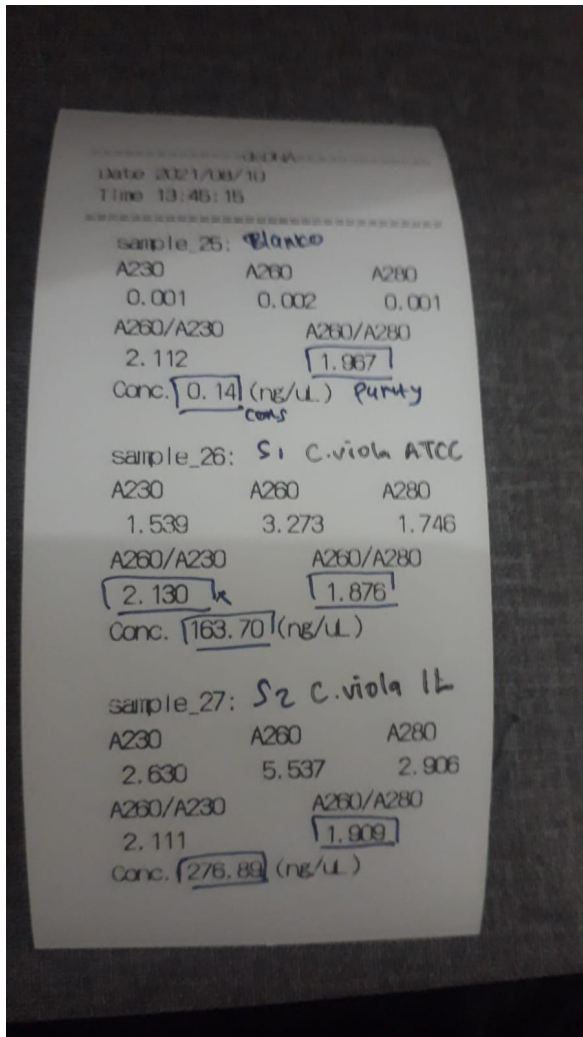 dsDNA
Date 2021/08/10
Time 13:45:15
sample_25: Blanko
A230 A260 A280
0.001 0.002 0.001
A260/A230 A260/A280
2.112 1.967
Conc. 0.14 (ng/uL) Purity
Cons
sample_26: S1 C.viola ATCC
A230 A260 A280
1.539 3.273 1.746
A260/A230 A260/A280
2.130 1.876
Conc. 163.70 (ng/uL)
sample_27: S2 C.viola IL
A230 A260 A280
2.630 5.537 2.906
A260/A230 A260/A280
2.111 1.909
Conc. 276.89 (ng/uL)